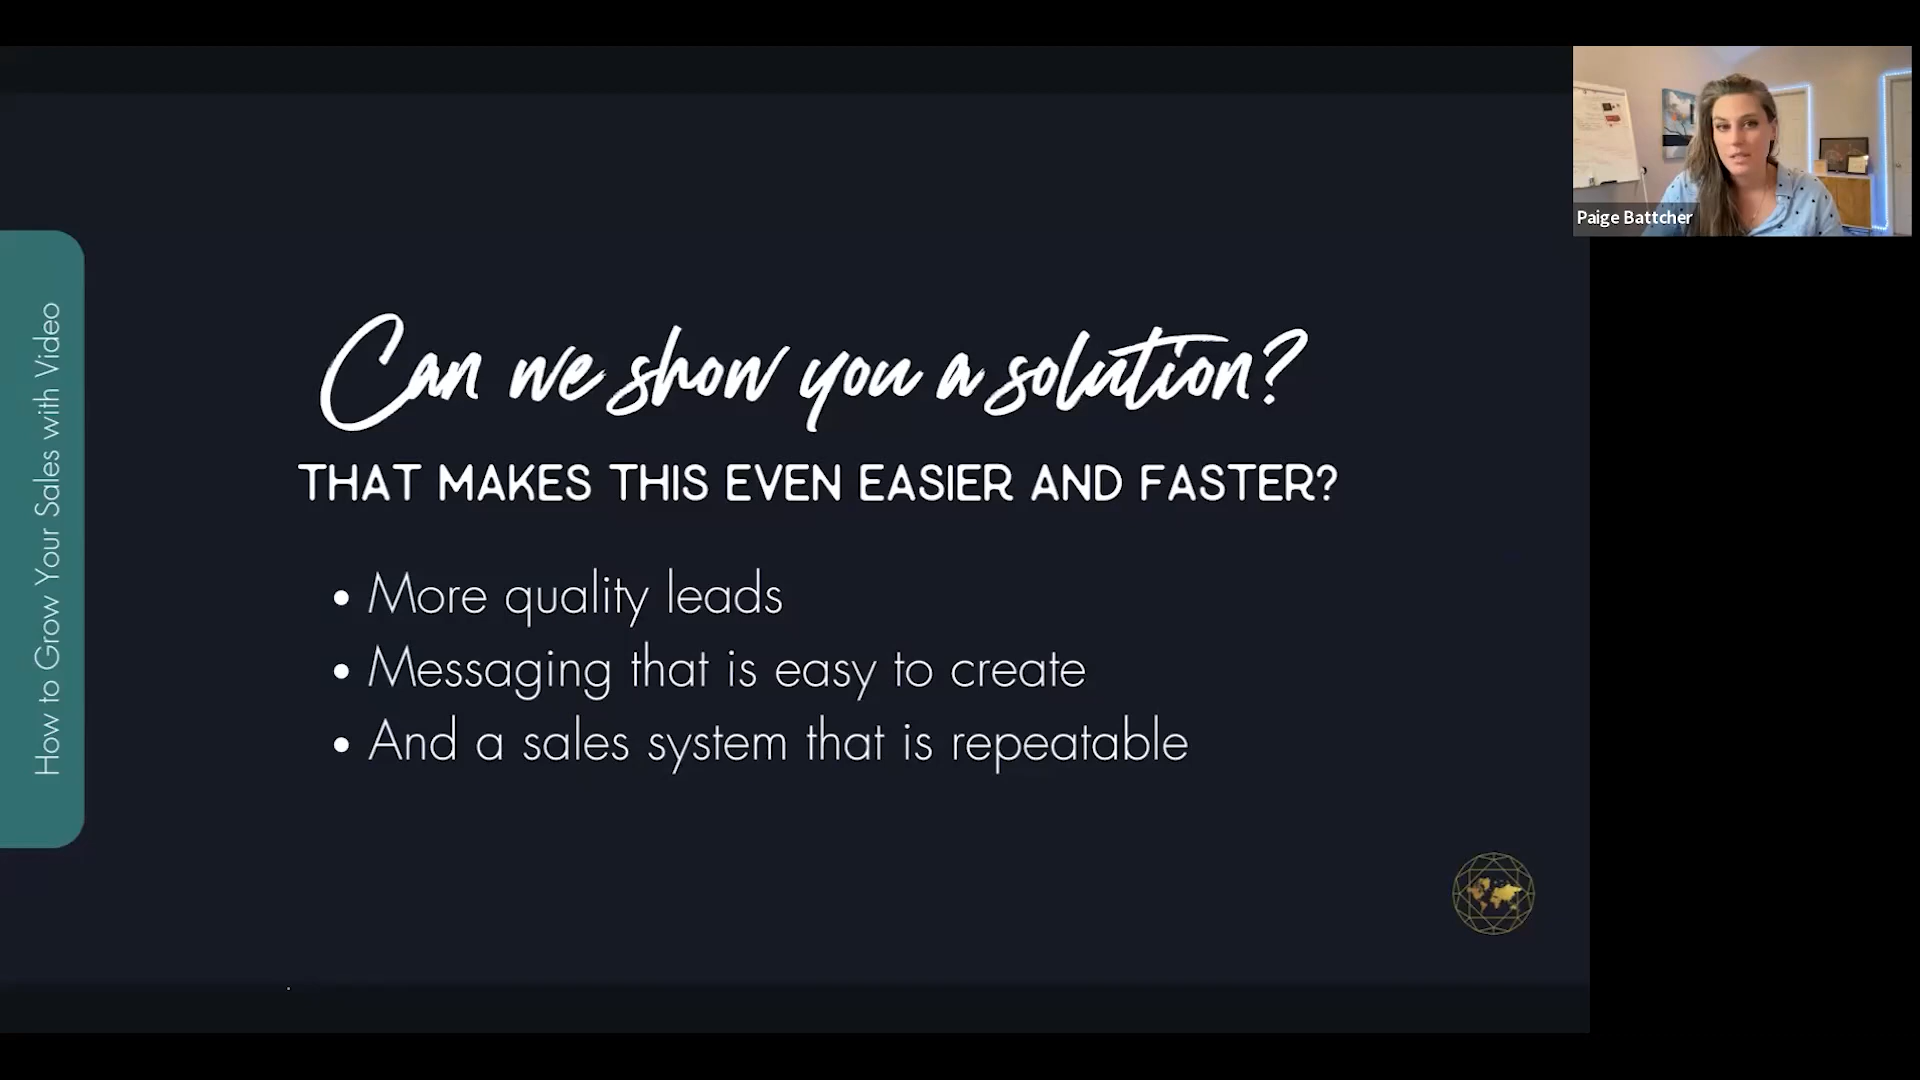 How to Grow Your Sales with Video
Can we show you a solution?
THAT MAKES THIS EVEN EASIER AND FASTER?
• More quality leads
• Messaging that is easy to create
• And a sales system that is repeatable
Paige Battcher